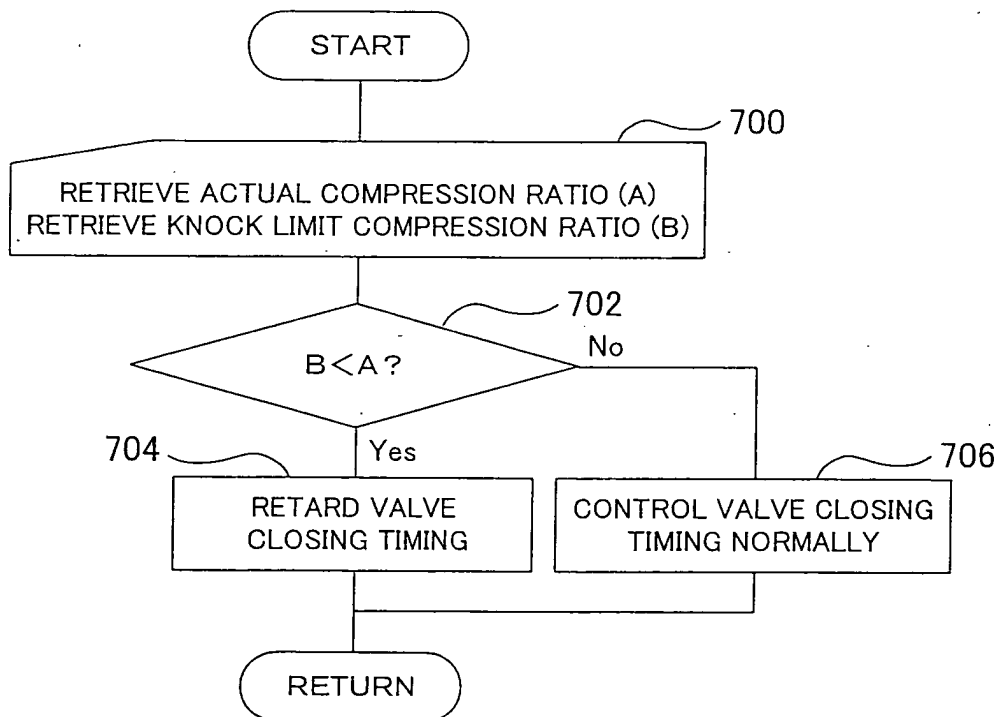 START
700
RETRIEVE ACTUAL COMPRESSION RATIO (A)
RETRIEVE KNOCK LIMIT COMPRESSION RATIO (B)
702
B<A?
No
Yes
704
RETARD VALVE
CLOSING TIMING
706
CONTROL VALVE CLOSING
TIMING NORMALLY
RETURN